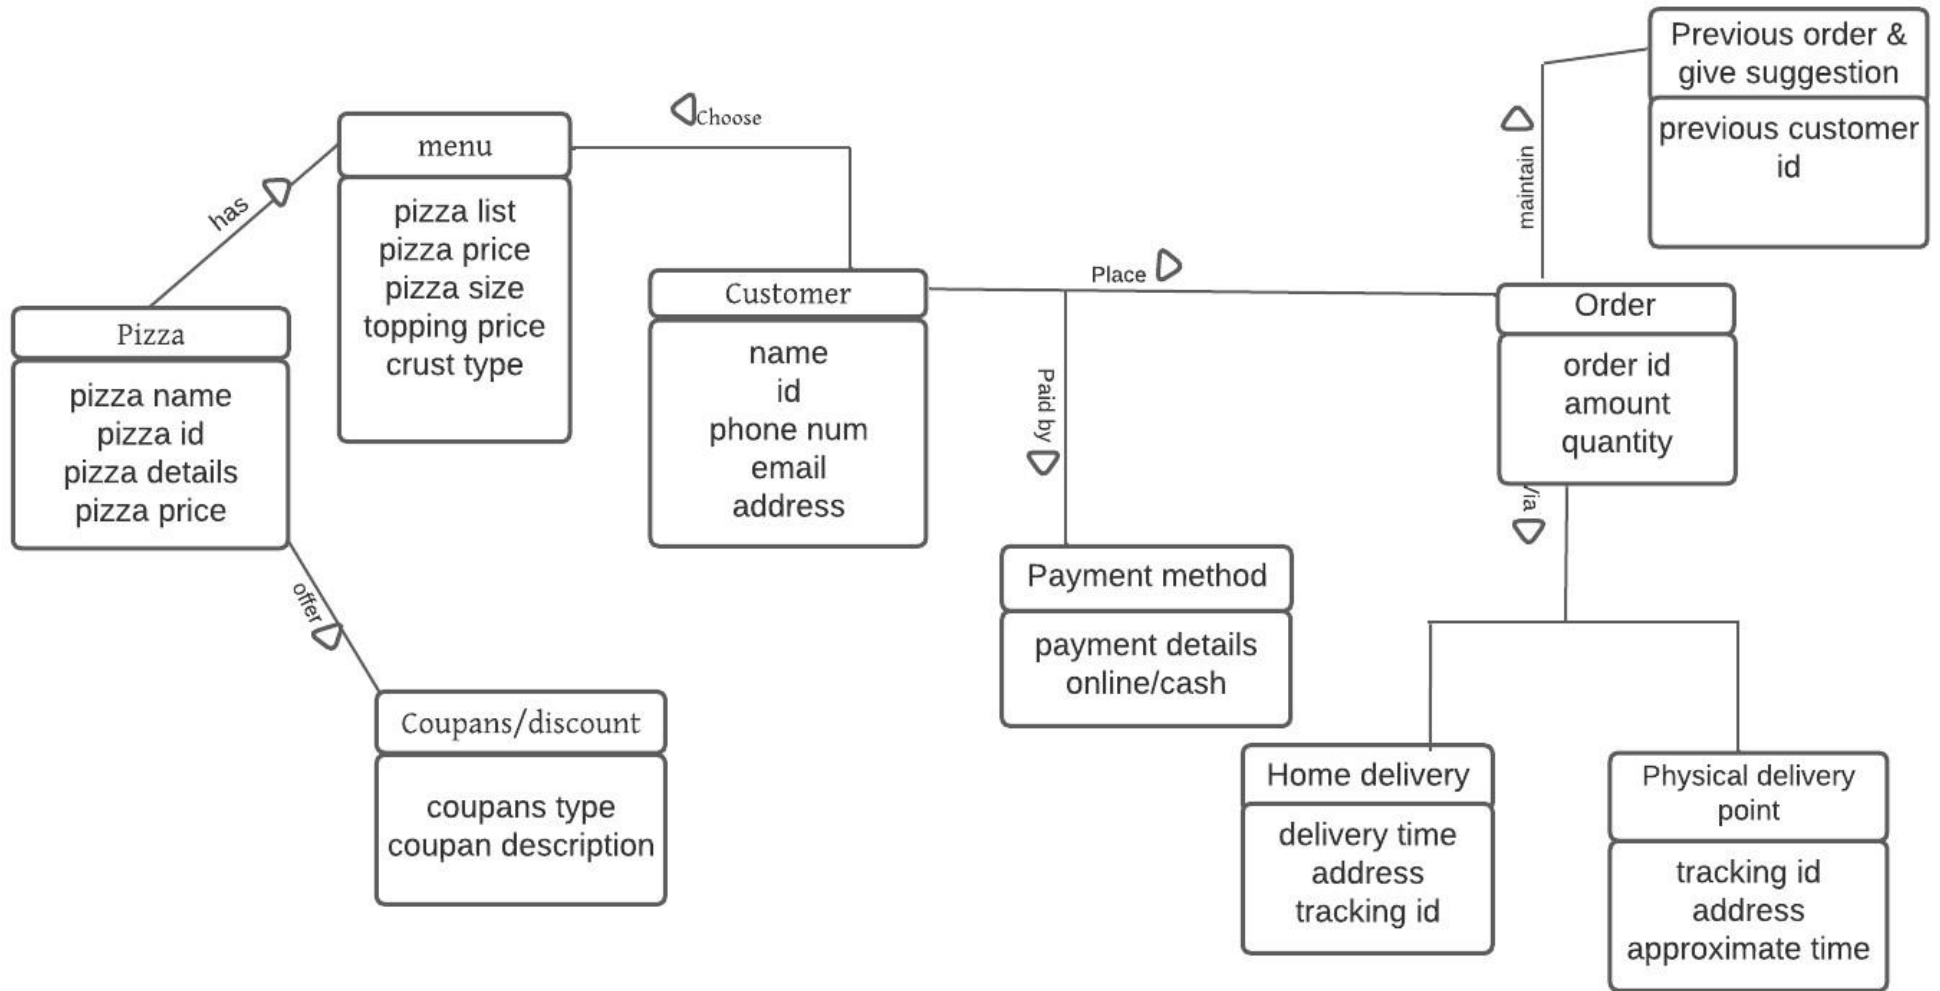 Previous order &
give suggestion
previous customer
id
maintain
Choose
menu
pizza list
pizza price
pizza size
topping price
crust type
has
Pizza
pizza name
pizza id
pizza details
pizza price
offer
Coupans/discount
coupans type
coupan description
Customer
name
id
phone num
email
address
Place
Paid by
Payment method
payment details
online/cash
Order
order id
amount
quantity
Home delivery
delivery time
address
tracking id
Physical delivery
point
tracking id
address
approximate time